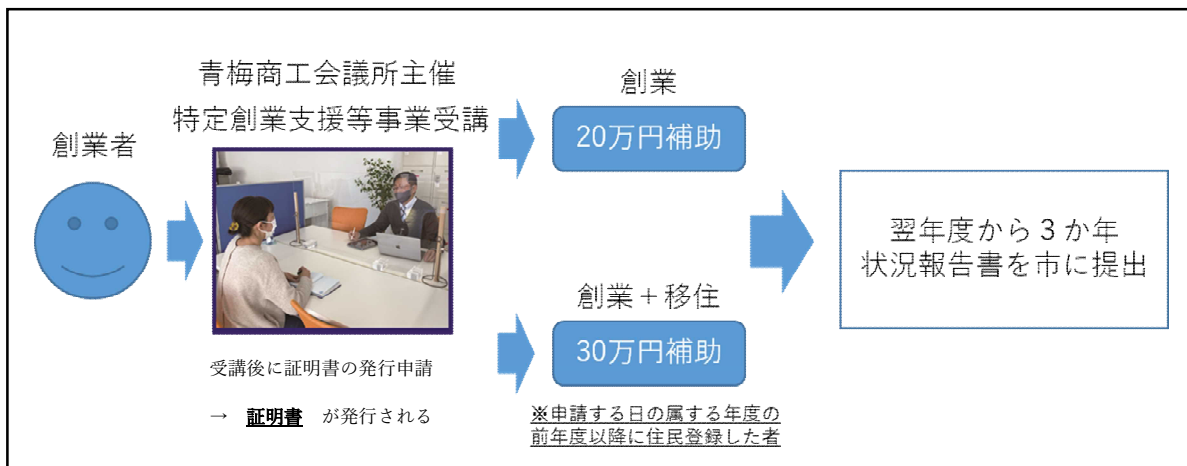 創業者
青梅商工会議所主催
特定創業支援等事業受講
受講後に証明書の発行申請
→ 証明書 が発行される
創業
20万円補助
創業＋移住
30万円補助
※申請する日の属する年度の
前年度以降に住民登録した者
翌年度から３か年
状況報告書を市に提出